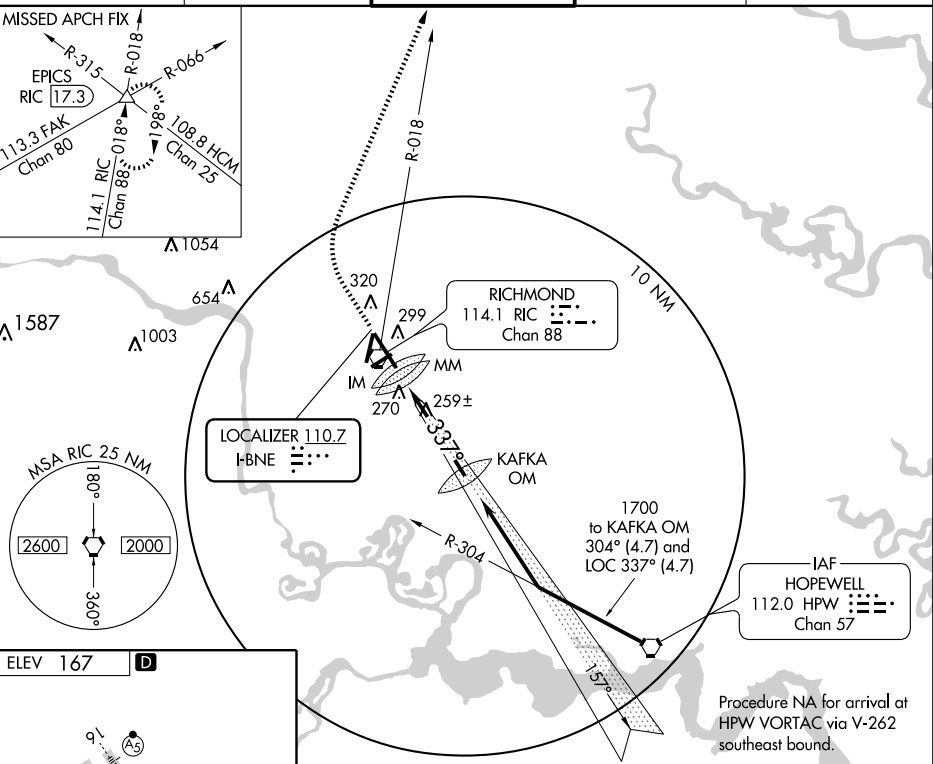 MISSED APCH FIX
R-315
R-018
R-066
EPICS
RIC 17.3
113.3 FAK
Chan 80
018°
198°
108.8 HCM
Chan 25
114.1 RIC
Chan 88
1054
654
1587
1003
320
299
R-018
10 NM
RICHMOND
114.1 RIC
Chan 88
IM
MM
270
259±
337°
LOCALIZER 110.7
I-BNE
KAFKA
OM
MSA RIC 25 NM
180°
2600
2000
360°
R-304
1700
to KAFKA OM
304° (4.7) and
LOC 337° (4.7)
IAF
HOPEWELL
112.0 HPW
Chan 57
157°
Procedure NA for arrival at
HPW VORTAC via V-262
southeast bound.
ELEV 167
D
16
A5